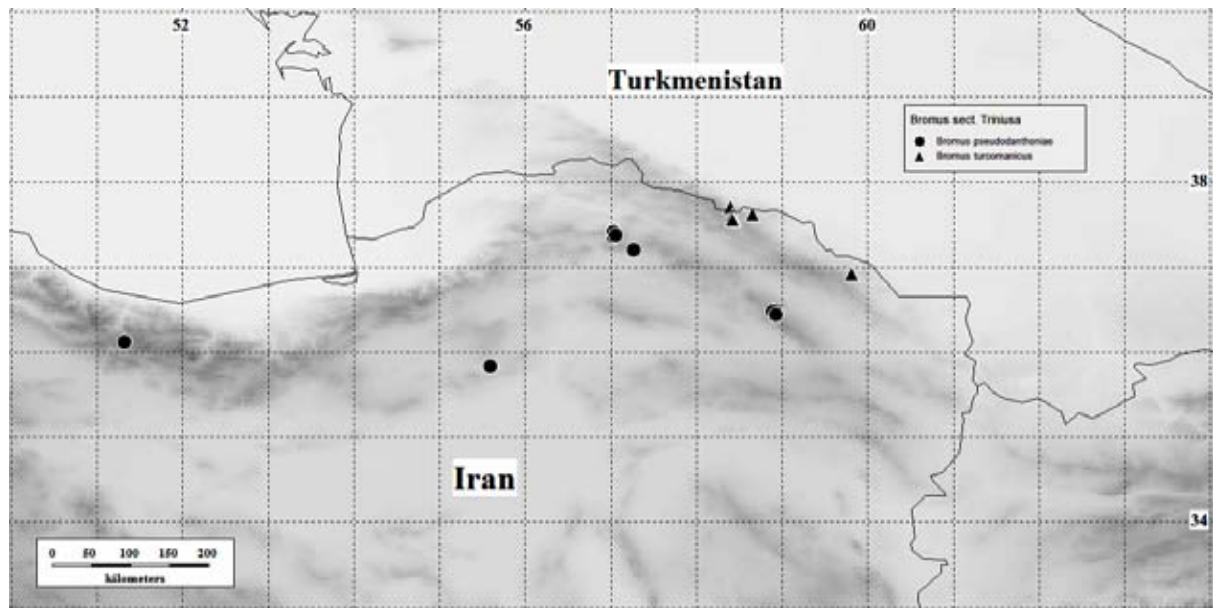 52 56 60
Turkmenistan
Bromus sect. Triniusa
Bromus pseudodanthoniae
Bromus turcomanicus
38
Iran
34
0 50 100 150 200
kilometers